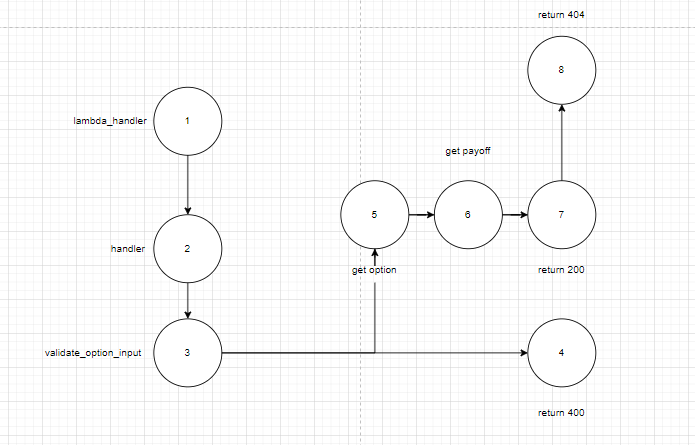 return 404
8
lambda_handler
1
get payoff
5
6
7
handler
2
get option
return 200
validate_option_input
3
4
return 400